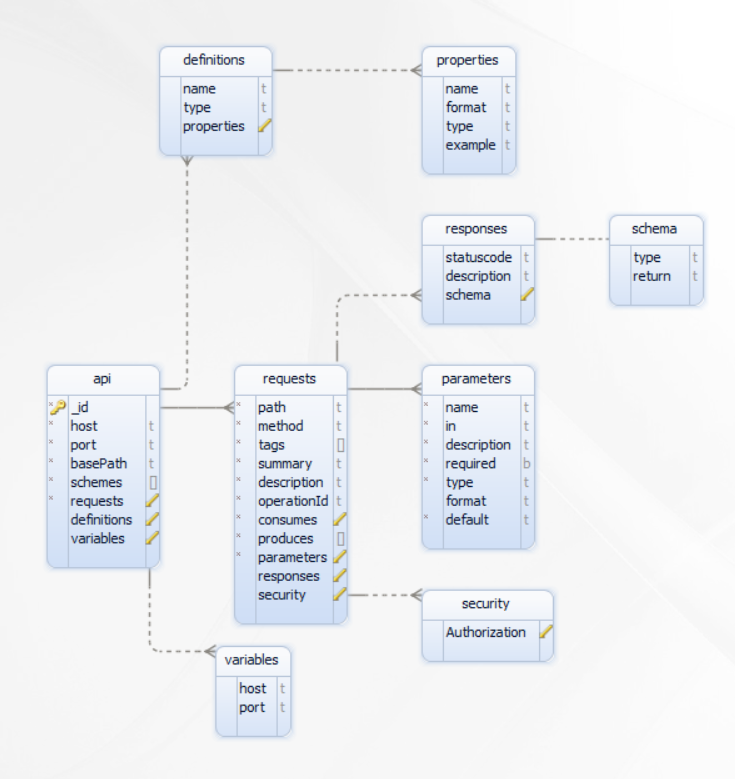 definitions
name t
type t
properties
properties
name t
format t
type t
example t
responses
statuscode t
description t
schema
schema
type t
return t
api
* _id
* host t
* port t
* basePath t
* schemes []
* requests
definitions
variables
requests
* path t
* method t
* tags []
* summary t
* description t
* operationId t
* consumes
* produces []
* parameters
responses
security
parameters
* name t
* in t
* description t
* required b
* type t
format t
* default t
security
Authorization
variables
host t
port t